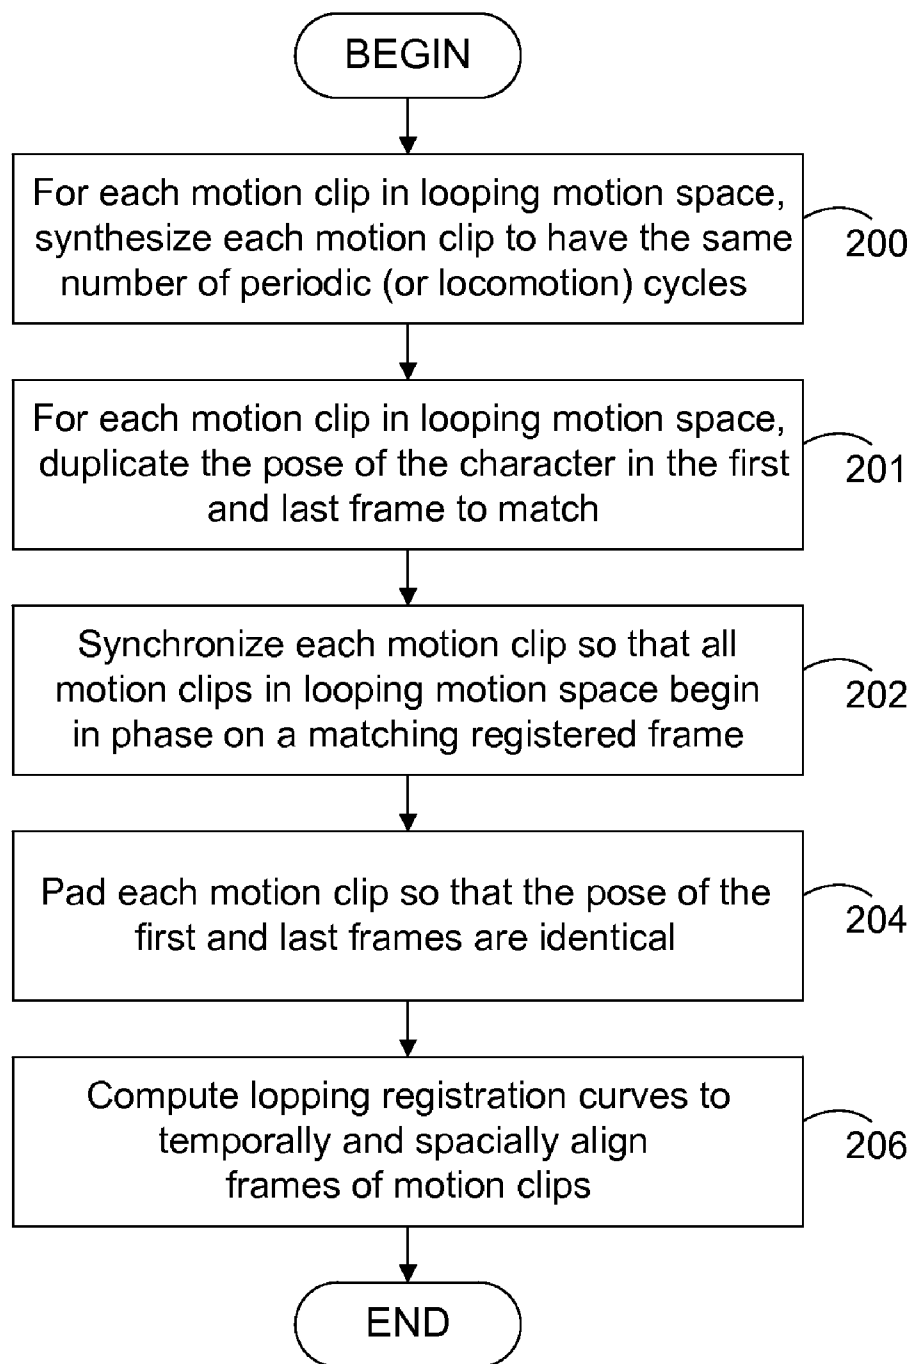 BEGIN
For each motion clip in looping motion space,
synthesize each motion clip to have the same
number of periodic (or locomotion) cycles
200
For each motion clip in looping motion space,
duplicate the pose of the character in the first
and last frame to match
201
Synchronize each motion clip so that all
motion clips in looping motion space begin
in phase on a matching registered frame
202
Pad each motion clip so that the pose of the
first and last frames are identical
204
Compute lopping registration curves to
temporally and spacially align
frames of motion clips
206
END